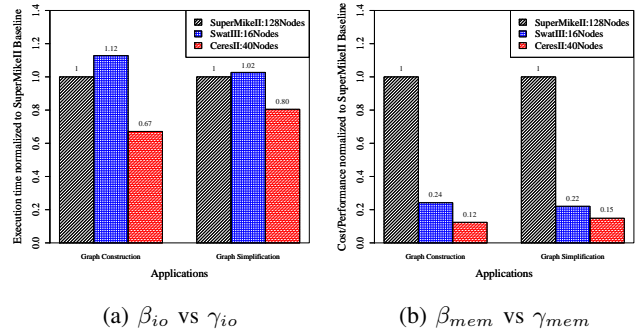 Execution time normalized to SuperMikeII Baseline
1.4
1.2
1.0
0.8
0.6
0.4
0.2
0.0
SuperMikeII:128Nodes
SwatIII:16Nodes
CeresII:40Nodes
1
1.12
0.67
1
1.02
0.80
Graph Construction
Graph Simplification
Applications
(a) βio vs γio
Cost/Performance normalized to SuperMikeII Baseline
1.4
1.2
1.0
0.8
0.6
0.4
0.2
0.0
SuperMikeII:128Nodes
SwatIII:16Nodes
CeresII:40Nodes
1
0.24
0.12
1
0.22
0.15
Graph Construction
Graph Simplification
Applications
(b) βmem vs γmem